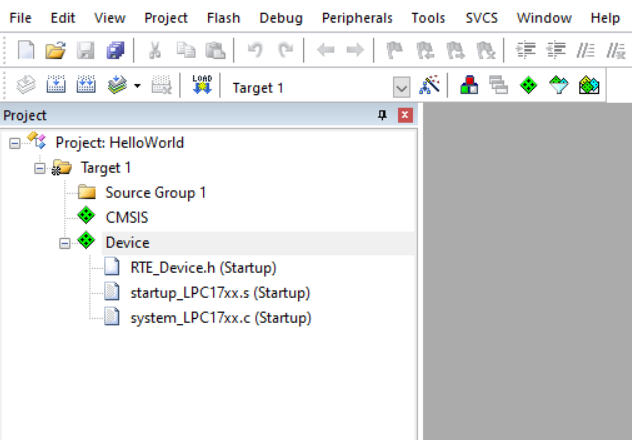 File Edit View Project Flash Debug Peripherals Tools SVCS Window Help
LOAD Target 1
Project
Project: HelloWorld
Target 1
Source Group 1
CMSIS
Device
RTE_Device.h (Startup)
startup_LPC17xx.s (Startup)
system_LPC17xx.c (Startup)